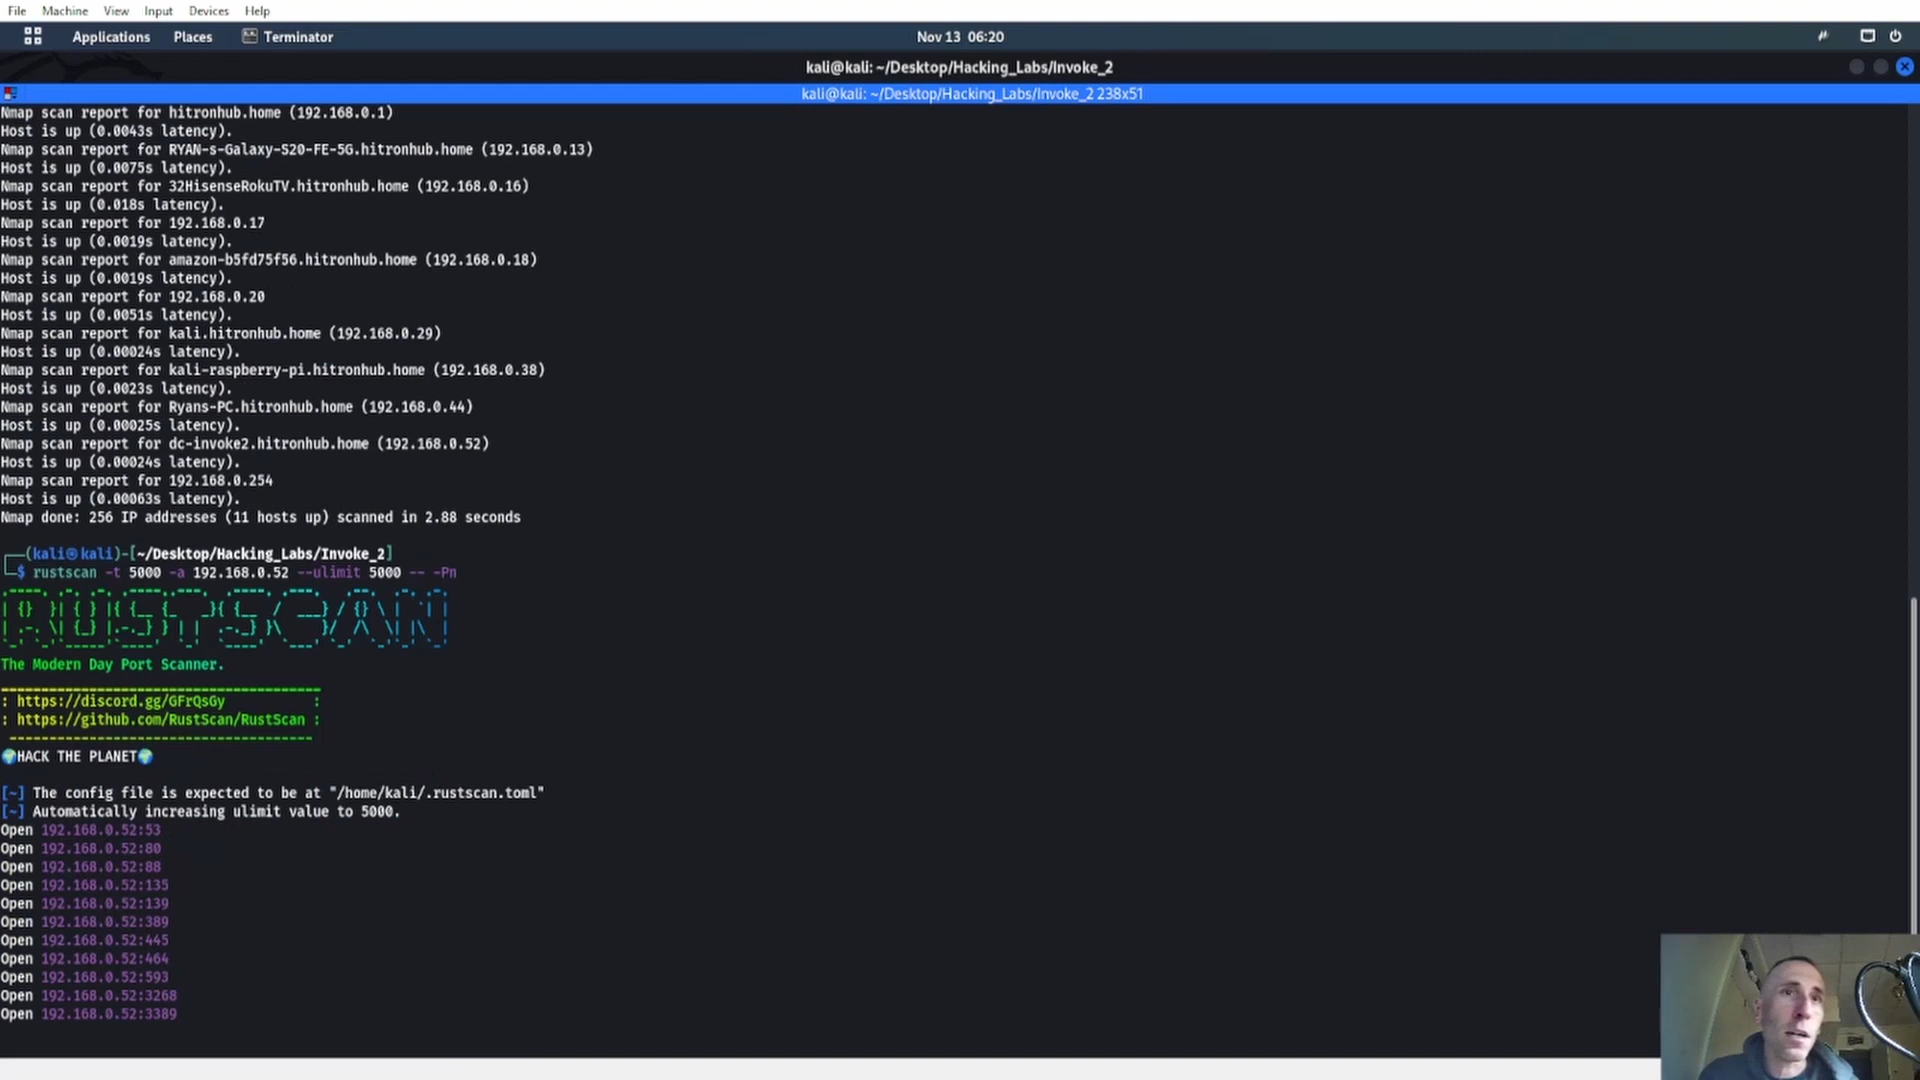 File Machine View Input Devices Help
Applications Places Terminator Nov 13 06:20
kali@kali: ~/Desktop/Hacking_Labs/Invoke_2
kali@kali: ~/Desktop/Hacking_Labs/Invoke_2 238x51
Nmap scan report for hitronhub.home (192.168.0.1)
Host is up (0.0043s latency).
Nmap scan report for RYAN-s-Galaxy-S20-FE-5G.hitronhub.home (192.168.0.13)
Host is up (0.0075s latency).
Nmap scan report for 32HisenseRokuTV.hitronhub.home (192.168.0.16)
Host is up (0.018s latency).
Nmap scan report for 192.168.0.17
Host is up (0.0019s latency).
Nmap scan report for amazon-b5fd75f56.hitronhub.home (192.168.0.18)
Host is up (0.0019s latency).
Nmap scan report for 192.168.0.20
Host is up (0.0051s latency).
Nmap scan report for kali.hitronhub.home (192.168.0.29)
Host is up (0.00024s latency).
Nmap scan report for kali-raspberry-pi.hitronhub.home (192.168.0.38)
Host is up (0.0023s latency).
Nmap scan report for Ryans-PC.hitronhub.home (192.168.0.44)
Host is up (0.00025s latency).
Nmap scan report for dc-invoke2.hitronhub.home (192.168.0.52)
Host is up (0.00024s latency).
Nmap scan report for 192.168.0.254
Host is up (0.00063s latency).
Nmap done: 256 IP addresses (11 hosts up) scanned in 2.88 seconds
┌──(kali㉿kali)-[~/Desktop/Hacking_Labs/Invoke_2]
└─$ rustscan -t 5000 -a 192.168.0.52 --ulimit 5000 -- -Pn
RUSTSCAN
The Modern Day Port Scanner.
: https://discord.gg/GFrQsGy :
: https://github.com/RustScan/RustScan :
🌍HACK THE PLANET🌍
[~] The config file is expected to be at "/home/kali/.rustscan.toml"
[~] Automatically increasing ulimit value to 5000.
Open 192.168.0.52:53
Open 192.168.0.52:80
Open 192.168.0.52:88
Open 192.168.0.52:135
Open 192.168.0.52:139
Open 192.168.0.52:389
Open 192.168.0.52:445
Open 192.168.0.52:464
Open 192.168.0.52:593
Open 192.168.0.52:3268
Open 192.168.0.52:3389